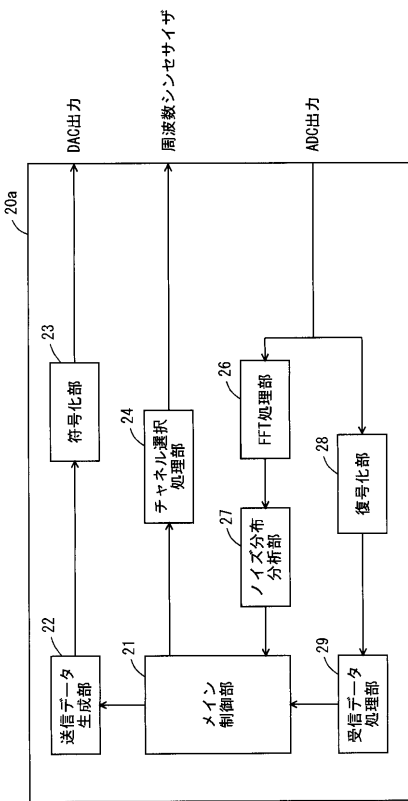 20a
22
送信データ
生成部
23
符号化部
DAC出力
21
メイン
制御部
24
チャネル選択
処理部
周波数シンセサイザ
27
ノイズ分布
分析部
26
FFT処理部
ADC出力
29
受信データ
処理部
28
復号化部